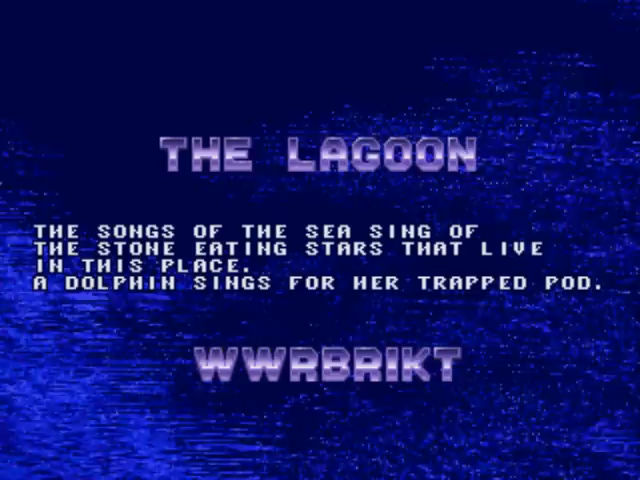 THE LAGOON
THE SONGS OF THE SEA SING OF
THE STONE EATING STARS THAT LIVE
IN THIS PLACE.
A DOLPHIN SINGS FOR HER TRAPPED POD.
WWRBRIKT